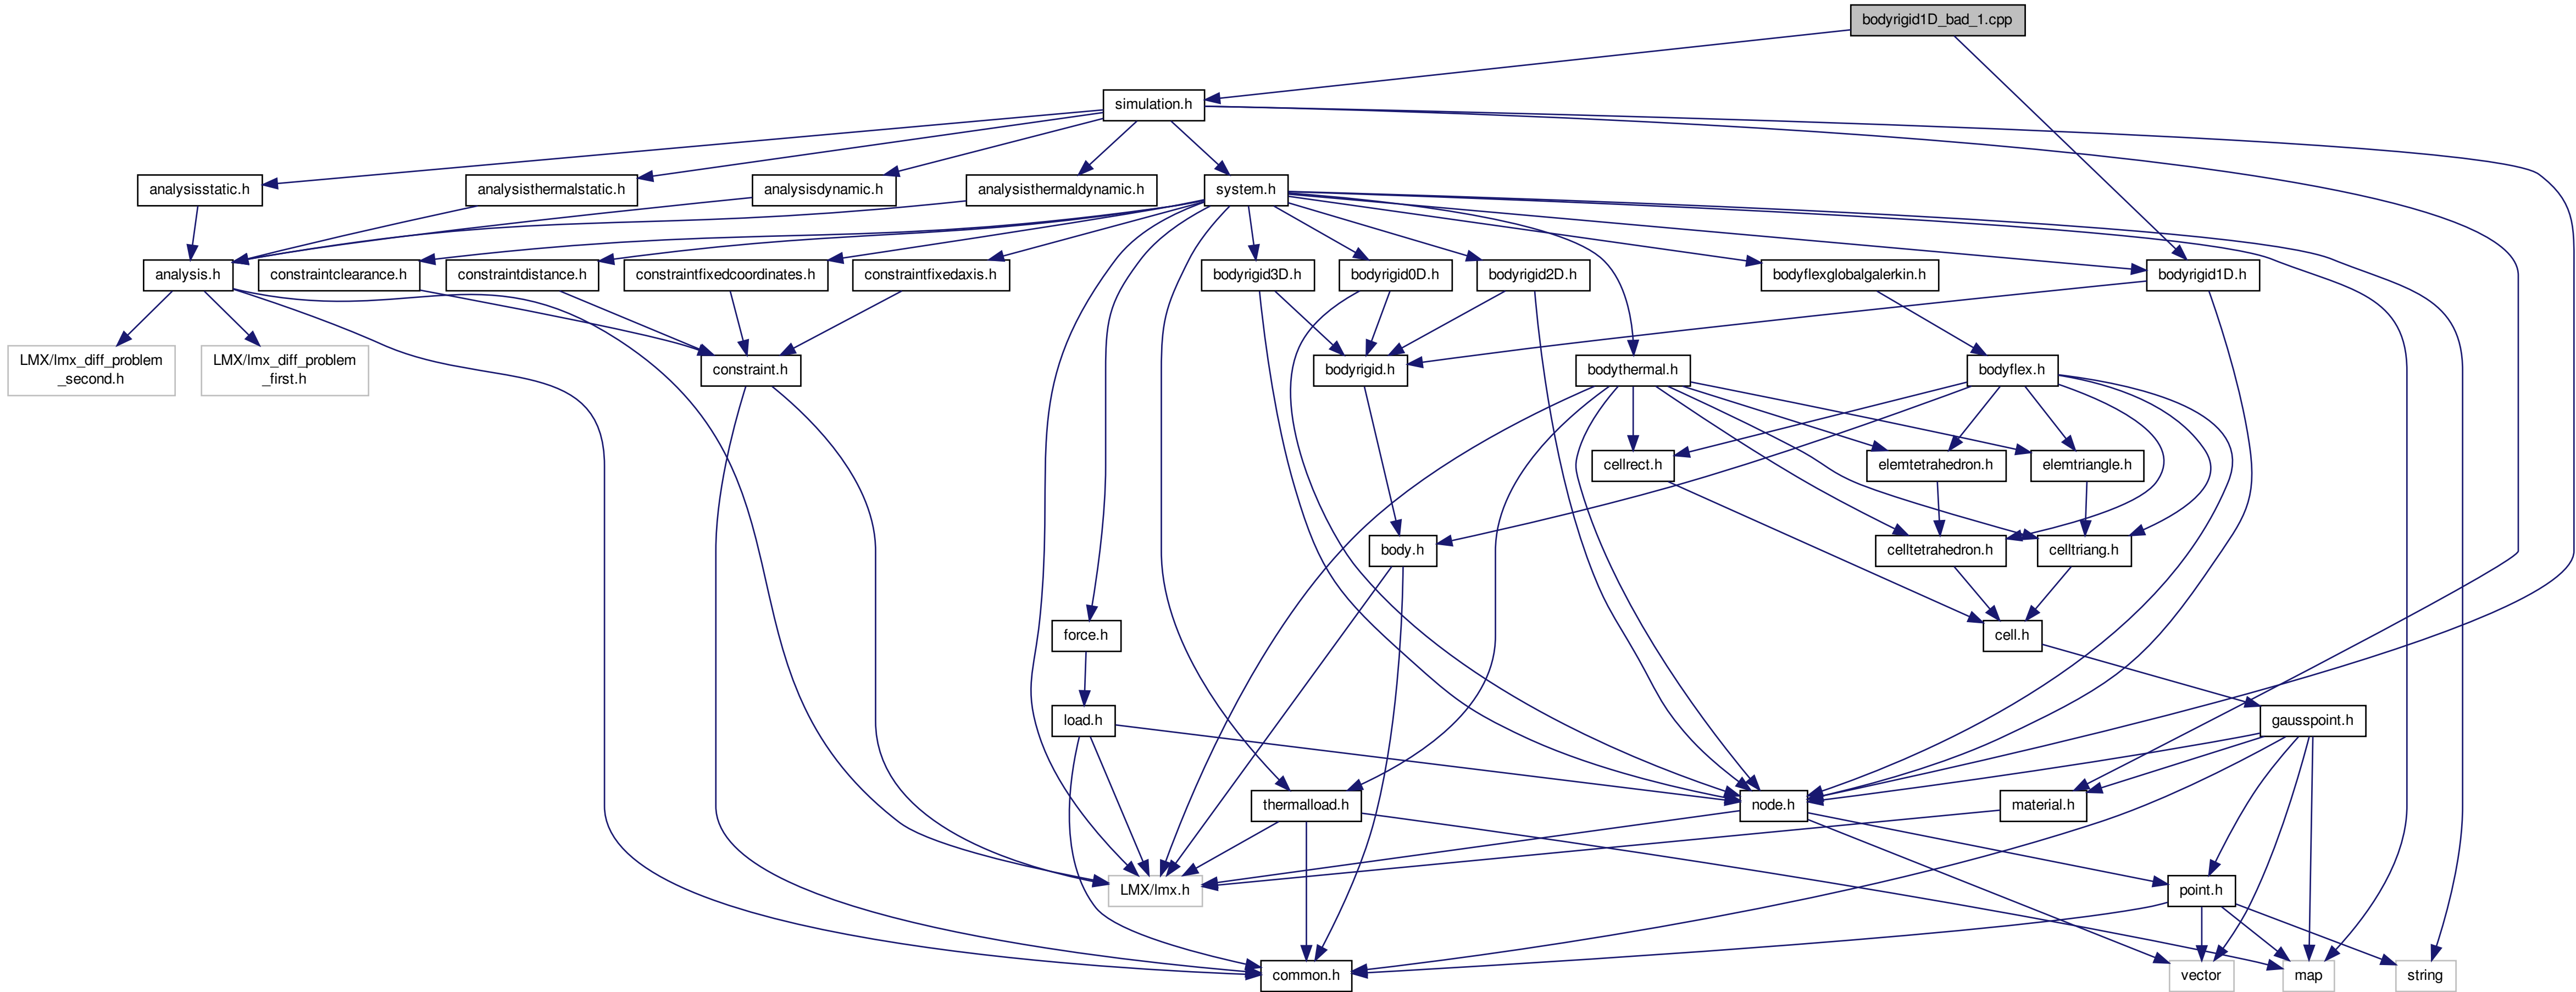 bodyrigid1D_bad_1.cpp
simulation.h
analysisstatic.h
analysisthermalstatic.h
analysisdynamic.h
analysisthermaldynamic.h
system.h
analysis.h
constraintclearance.h
constraintdistance.h
constraintfixedcoordinates.h
constraintfixedaxis.h
bodyrigid3D.h
bodyrigid0D.h
bodyrigid2D.h
bodyflexglobalgalerkin.h
bodyrigid1D.h
LMX/lmx_diff_problem
_second.h
LMX/lmx_diff_problem
_first.h
constraint.h
bodyrigid.h
bodythermal.h
bodyflex.h
cellrect.h
elemtetrahedron.h
elemtriangle.h
body.h
celltetrahedron.h
celltriang.h
force.h
cell.h
load.h
gausspoint.h
thermalload.h
node.h
material.h
LMX/lmx.h
point.h
common.h
vector
map
string